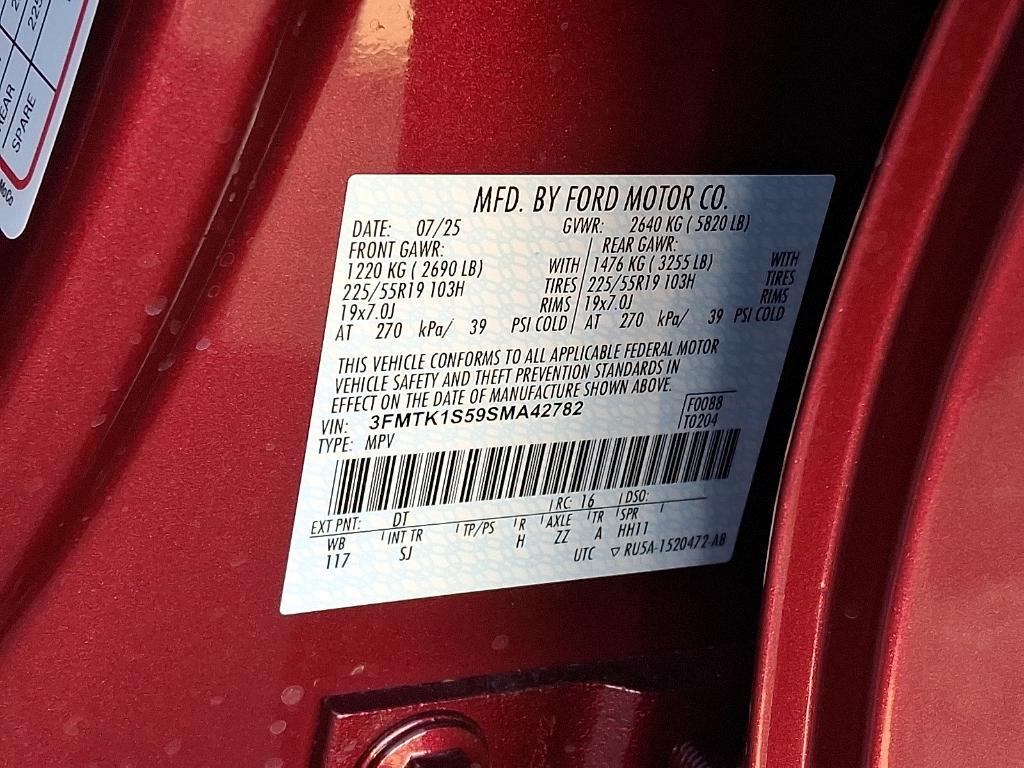 REAR
SPARE
MFD. BY FORD MOTOR CO.
DATE: 07/25 GVWR: 2640 KG ( 5820 LB)
FRONT GAWR: REAR GAWR:
1220 KG ( 2690 LB) WITH 1476 KG ( 3255 LB) WITH
225/55R19 103H TIRES 225/55R19 103H TIRES
19x7.0J RIMS 19x7.0J RIMS
AT 270 kPa/ 39 PSI COLD AT 270 kPa/ 39 PSI COLD
THIS VEHICLE CONFORMS TO ALL APPLICABLE FEDERAL MOTOR
VEHICLE SAFETY AND THEFT PREVENTION STANDARDS IN
EFFECT ON THE DATE OF MANUFACTURE SHOWN ABOVE.
VIN: 3FMTK1S59SMA42782 F0088
TYPE: MPV T0204
EXT PNT: DT RC: 16 DSO:
WB INT TR TP/PS R AXLE TR SPR
117 SJ H ZZ A HH11
UTC ▽ RU5A-1520472-AB